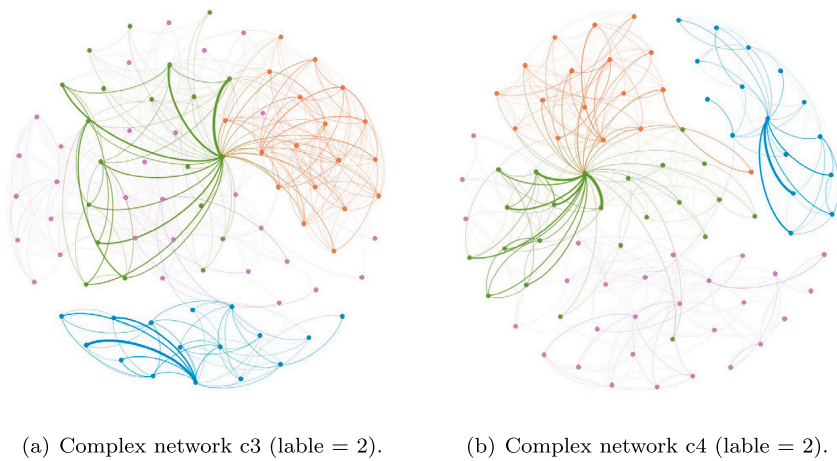 (a) Complex network c3 (lable = 2).
(b) Complex network c4 (lable = 2).